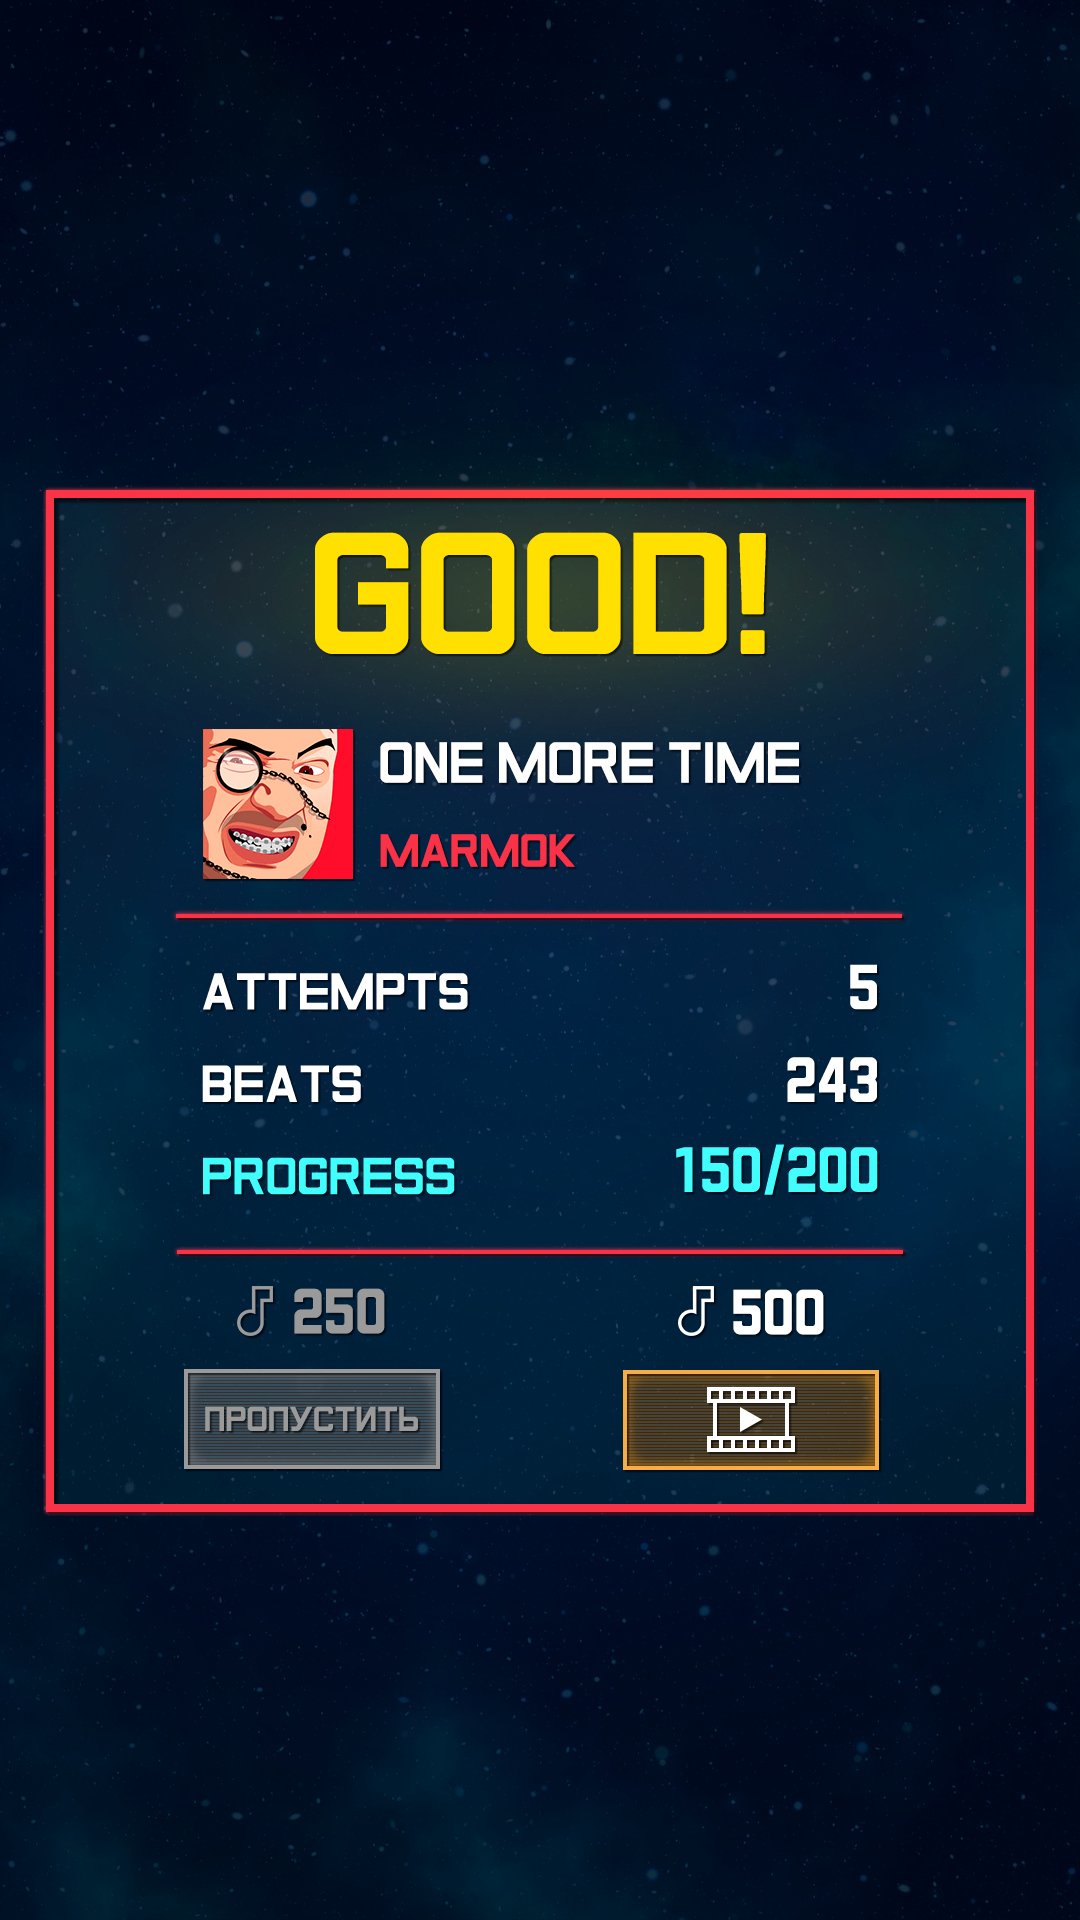 GOOD!
ONE MORE TIME
MARMOK
ATTEMPTS 5
BEATS 243
PROGRESS 150/200
250 500
ПРОПУСТИТЬ